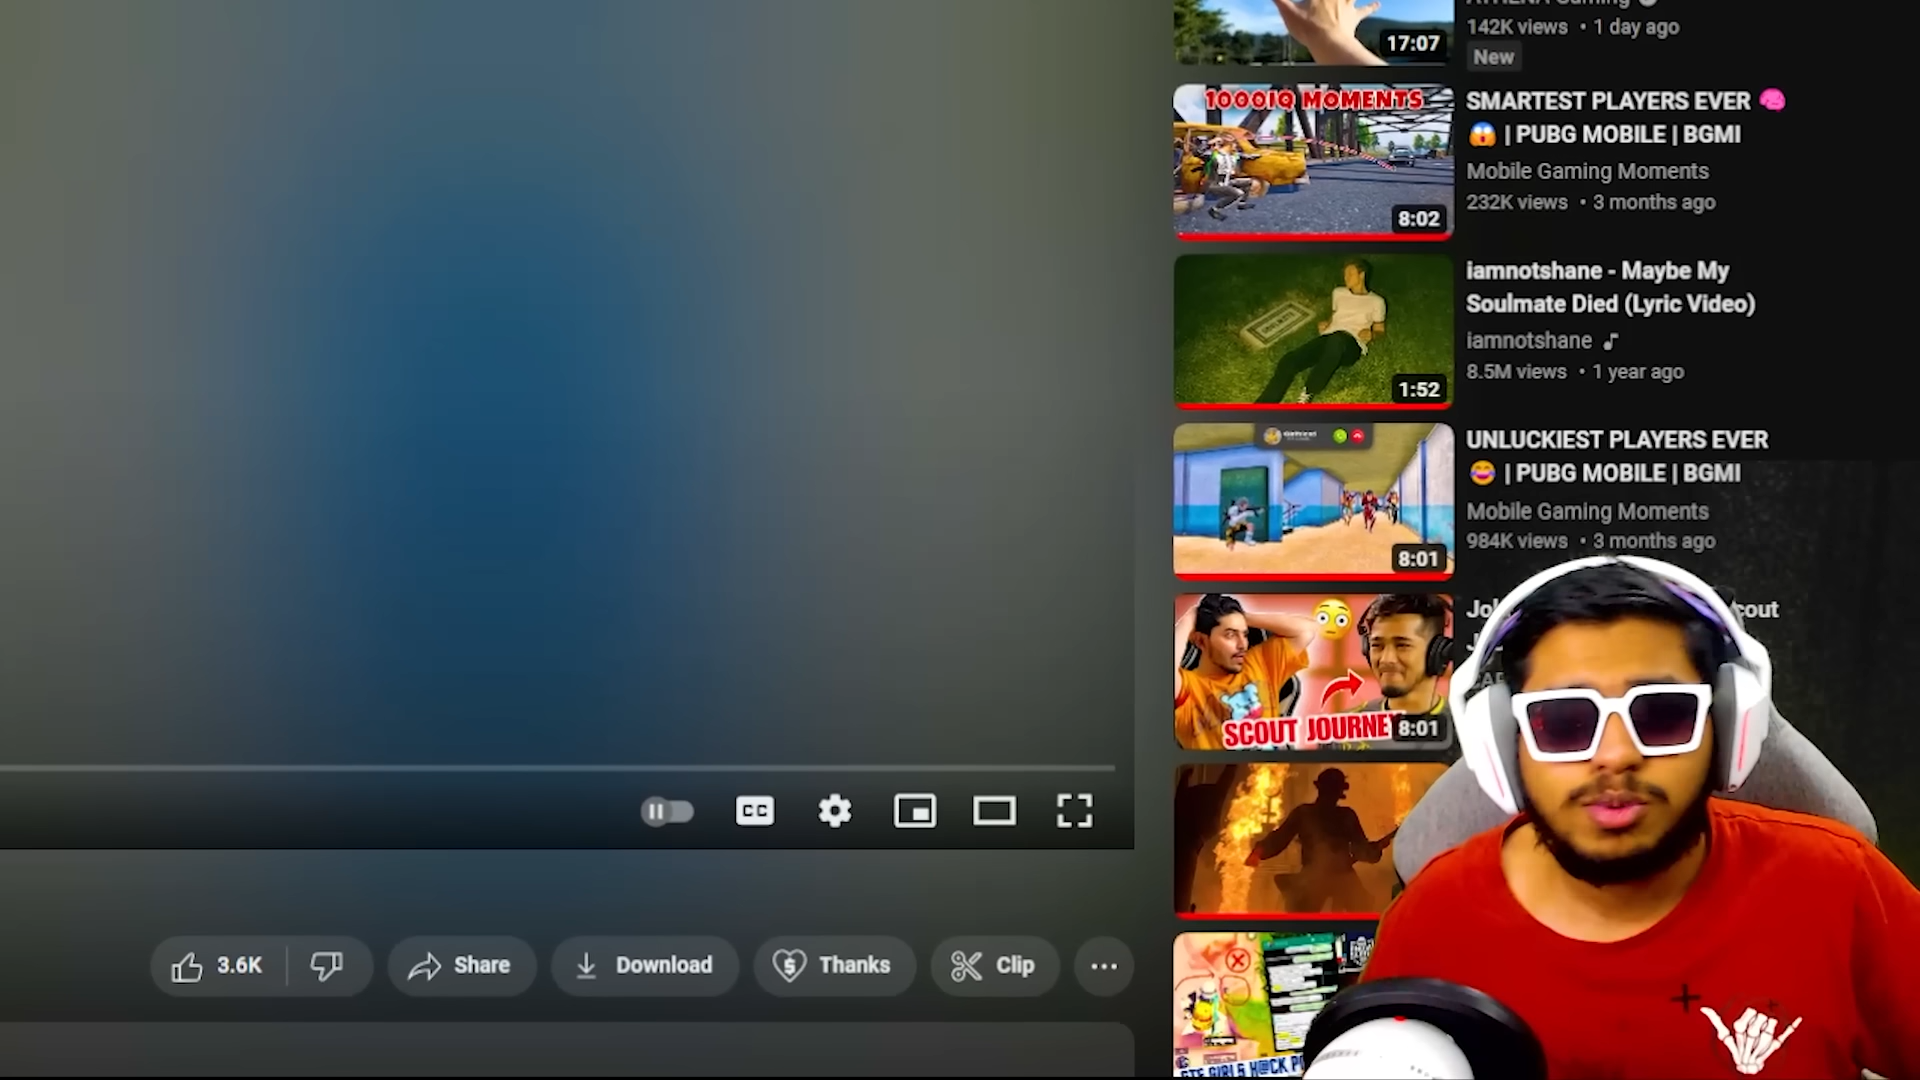 17:07
142K views • 1 day ago
New
1000IQ MOMENTS
8:02
SMARTEST PLAYERS EVER 🧠
😱 | PUBG MOBILE | BGMI
Mobile Gaming Moments
232K views • 3 months ago
1:52
iamnotshane - Maybe My
Soulmate Died (Lyric Video)
iamnotshane
8.5M views • 1 year ago
8:01
UNLUCKIEST PLAYERS EVER
😂 | PUBG MOBILE | BGMI
Mobile Gaming Moments
984K views • 3 months ago
SCOUT JOURNEY
8:01
CC
3.6K
Share
Download
Thanks
Clip